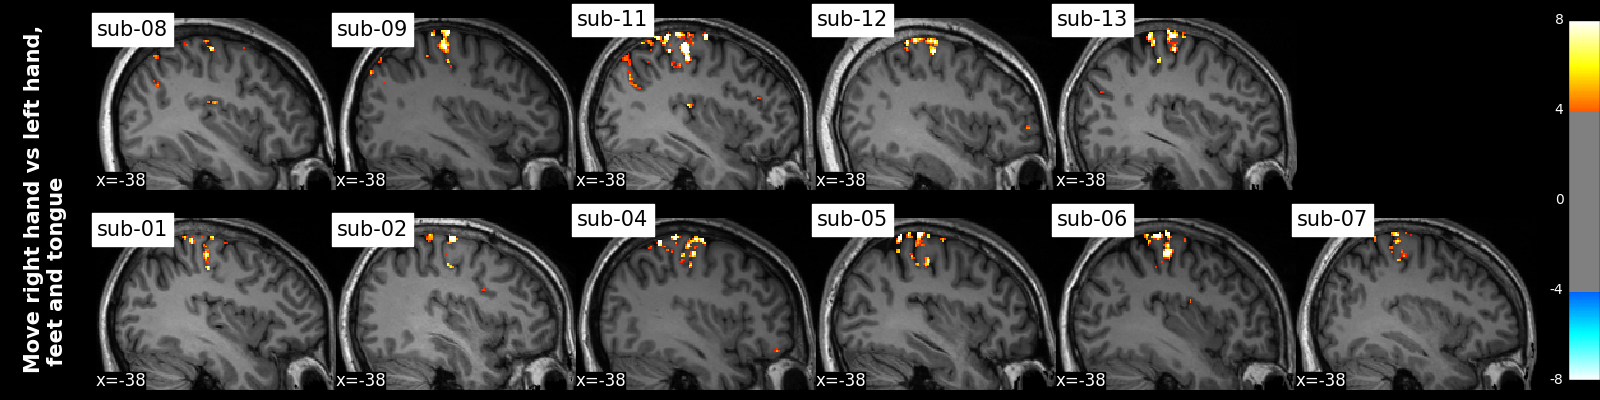 Move right hand vs left hand,
feet and tongue
sub-08
x=-38
sub-09
x=-38
sub-11
x=-38
sub-12
x=-38
sub-13
x=-38
sub-01
x=-38
sub-02
x=-38
sub-04
x=-38
sub-05
x=-38
sub-06
x=-38
sub-07
x=-38
8
4
0
-4
-8